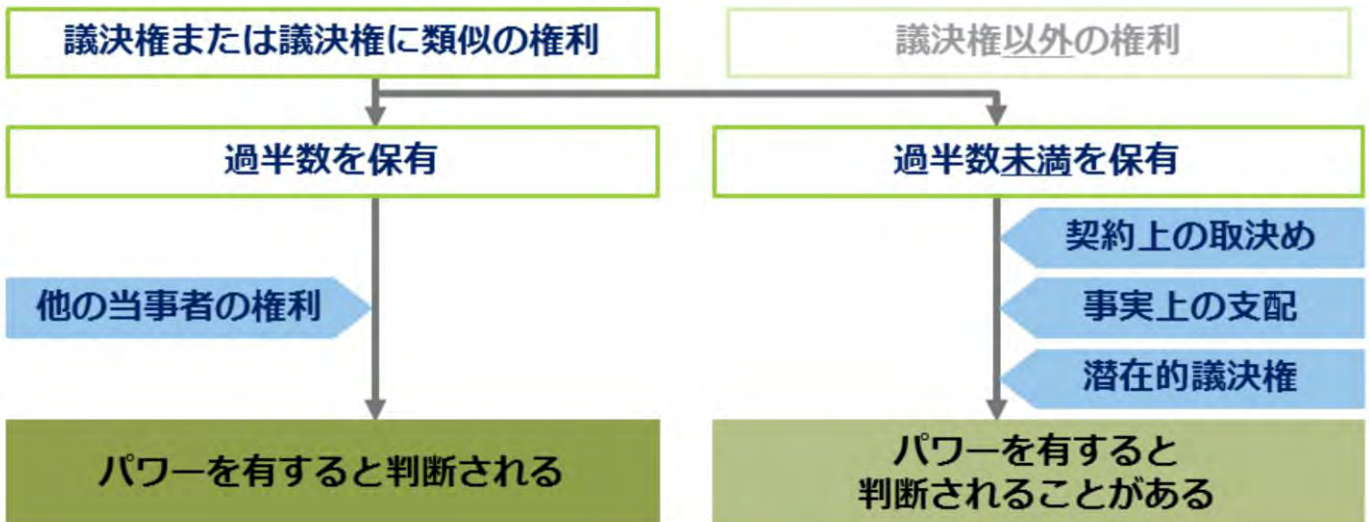 議決権または議決権に類似の権利
議決権以外の権利
過半数を保有
過半数未満を保有
契約上の取決め
他の当事者の権利
事実上の支配
潜在的議決権
パワーを有すると判断される
パワーを有すると
判断されることがある